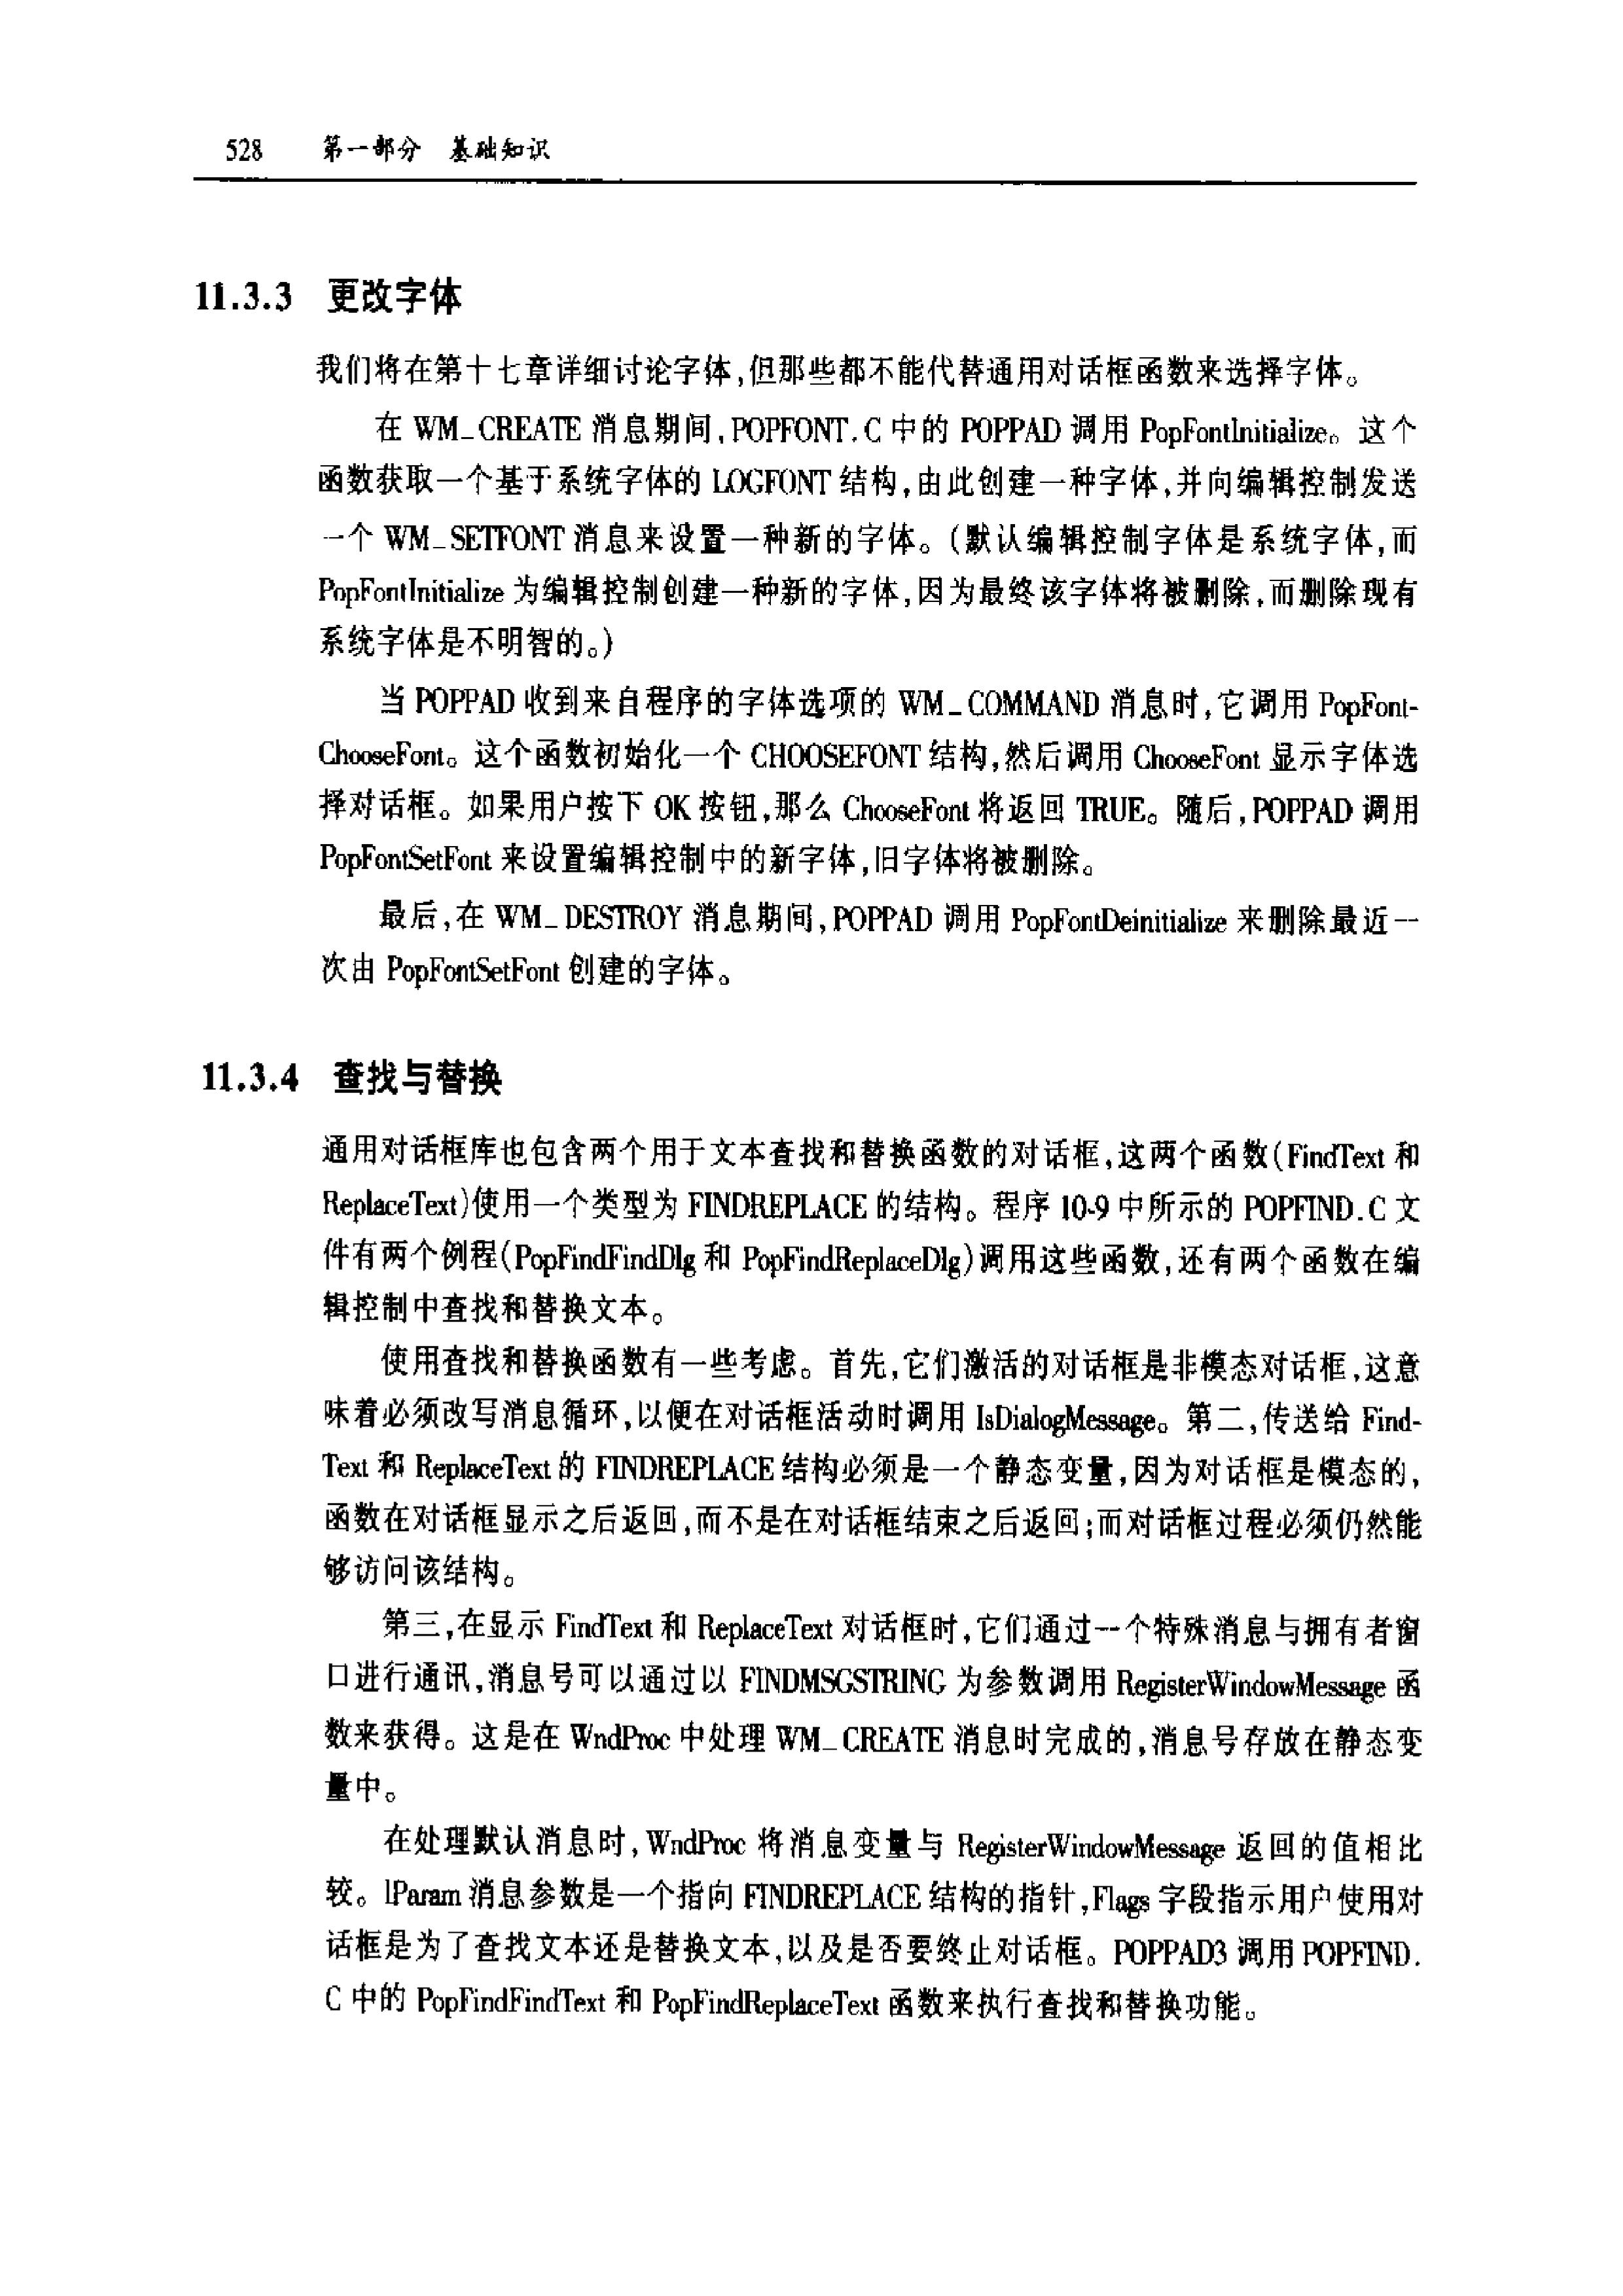 528 第一部分 基础知识
11.3.3 更改字体
我们将在第十七章详细讨论字体,但那些都不能代替通用对话框函数来选择字体。
在 WM_CREATE 消息期间,POPFONT.C 中的 POPPAD 调用 PopFontInitialize。这个
函数获取一个基于系统字体的 LOGFONT 结构,由此创建一种字体,并向编辑控制发送
一个 WM_SETFONT 消息来设置一种新的字体。(默认编辑控制字体是系统字体,而
PopFontInitialize 为编辑控制创建一种新的字体,因为最终该字体将被删除,而删除现有
系统字体是不明智的。)
当 POPPAD 收到来自程序的字体选项的 WM_COMMAND 消息时,它调用 PopFont-
ChooseFont。这个函数初始化一个 CHOOSEFONT 结构,然后调用 ChooseFont 显示字体选
择对话框。如果用户按下 OK 按钮,那么 ChooseFont 将返回 TRUE。随后,POPPAD 调用
PopFontSetFont 来设置编辑控制中的新字体,旧字体将被删除。
最后,在 WM_DESTROY 消息期间,POPPAD 调用 PopFontDeinitialize 来删除最近一
次由 PopFontSetFont 创建的字体。
11.3.4 查找与替换
通用对话框库也包含两个用于文本查找和替换函数的对话框,这两个函数(FindText 和
ReplaceText)使用一个类型为 FINDREPLACE 的结构。程序 10-9 中所示的 POPFIND.C 文
件有两个例程(PopFindFindDlg 和 PopFindReplaceDlg)调用这些函数,还有两个函数在编
辑控制中查找和替换文本。
使用查找和替换函数有一些考虑。首先,它们激活的对话框是非模态对话框,这意
味着必须改写消息循环,以便在对话框活动时调用 IsDialogMessage。第二,传送给 Find-
Text 和 ReplaceText 的 FINDREPLACE 结构必须是一个静态变量,因为对话框是模态的,
函数在对话框显示之后返回,而不是在对话框结束之后返回;而对话框过程必须仍然能
够访问该结构。
第三,在显示 FindText 和 ReplaceText 对话框时,它们通过一个特殊消息与拥有者窗
口进行通讯,消息号可以通过以 FINDMSGSTRING 为参数调用 RegisterWindowMessage 函
数来获得。这是在 WndProc 中处理 WM_CREATE 消息时完成的,消息号存放在静态变
量中。
在处理默认消息时,WndProc 将消息变量与 RegisterWindowMessage 返回的值相比
较。lParam 消息参数是一个指向 FINDREPLACE 结构的指针,Flags 字段指示用户使用对
话框是为了查找文本还是替换文本,以及是否要终止对话框。POPPAD3 调用 POPFIND.
C 中的 PopFindFindText 和 PopFindReplaceText 函数来执行查找和替换功能。